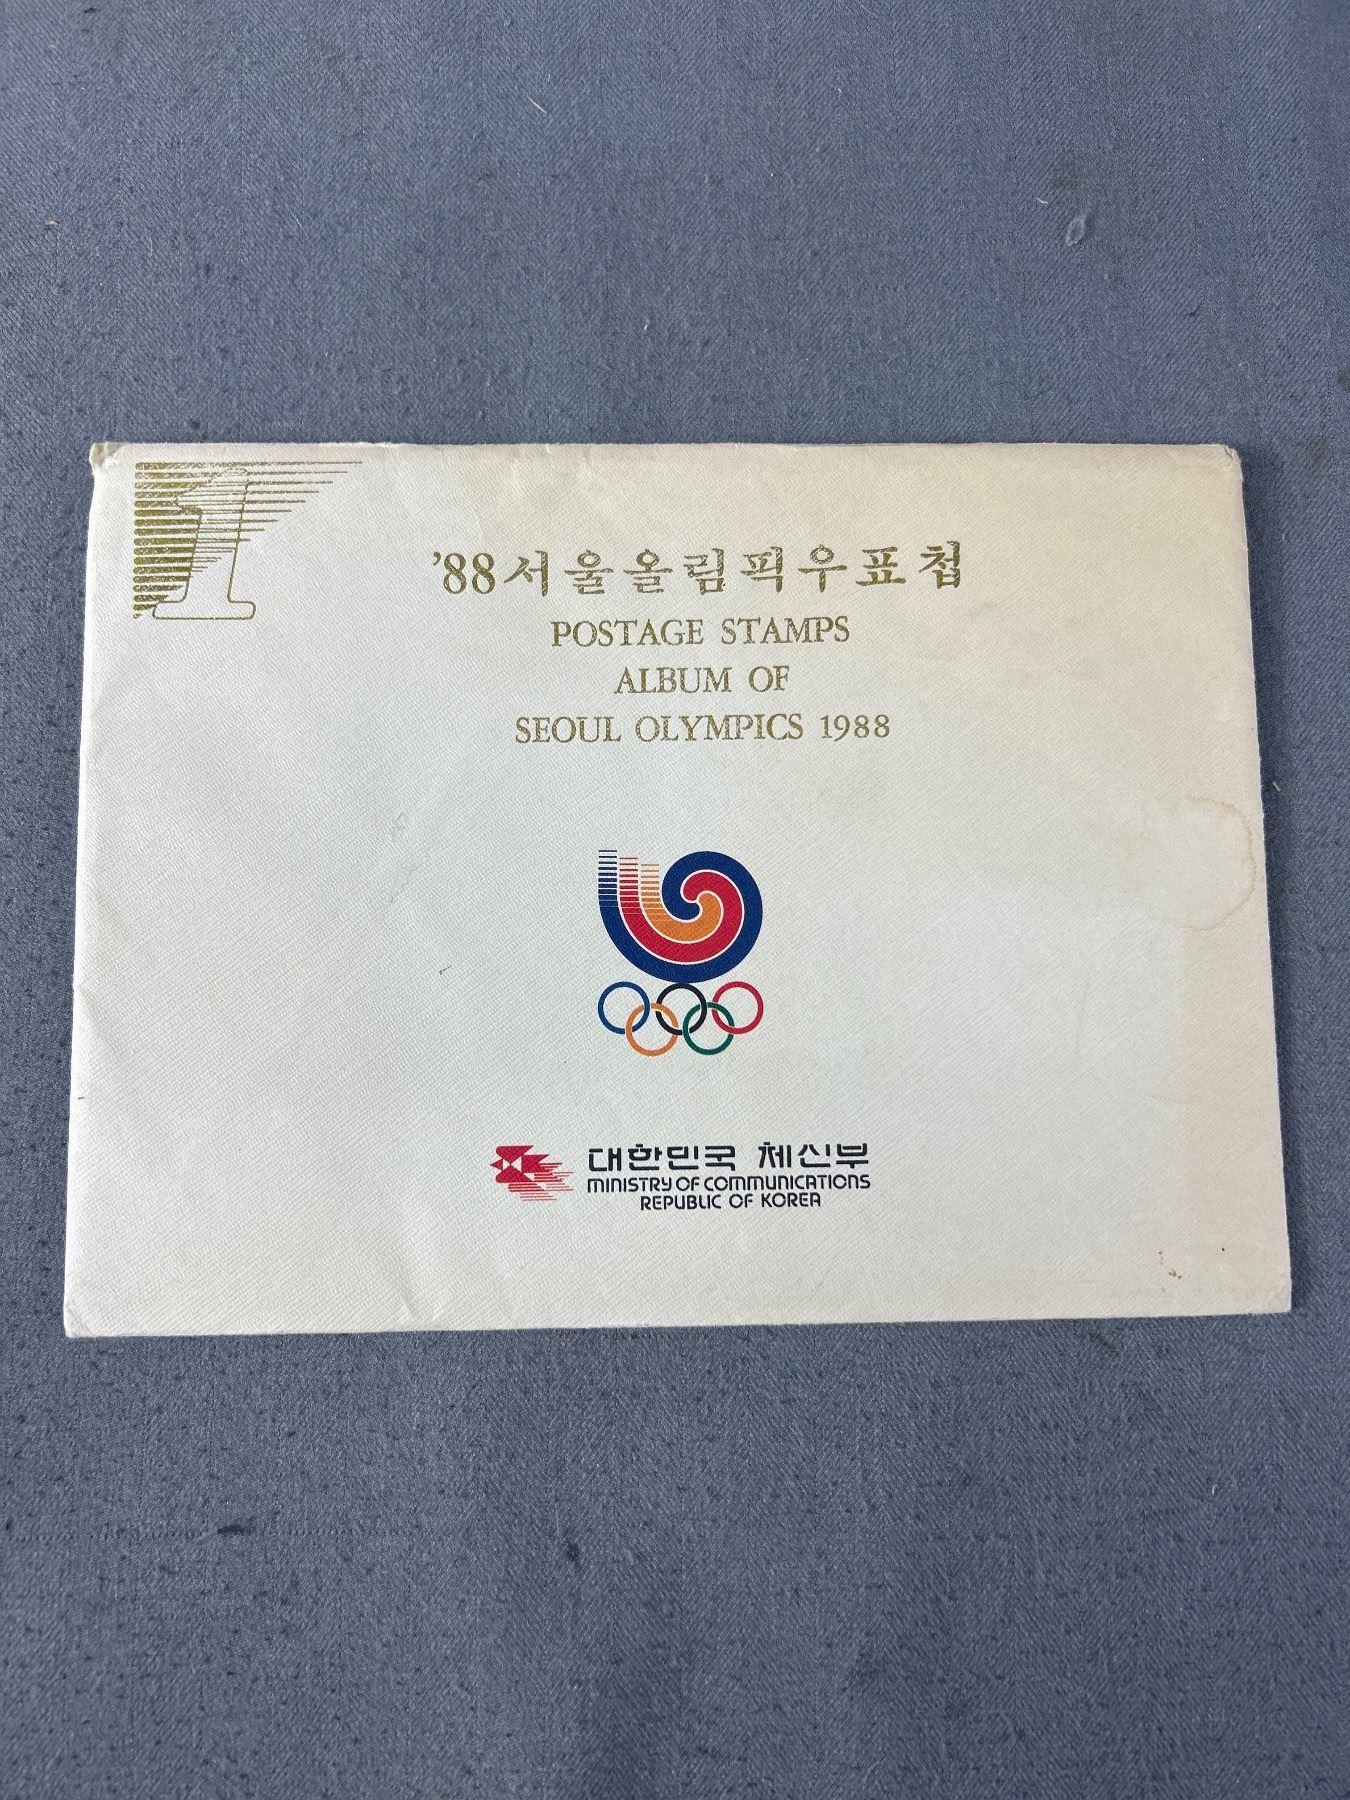 1
'88서울올림픽우표첩
POSTAGE STAMPS
ALBUM OF
SEOUL OLYMPICS 1988
대한민국 체신부
MINISTRY OF COMMUNICATIONS
REPUBLIC OF KOREA